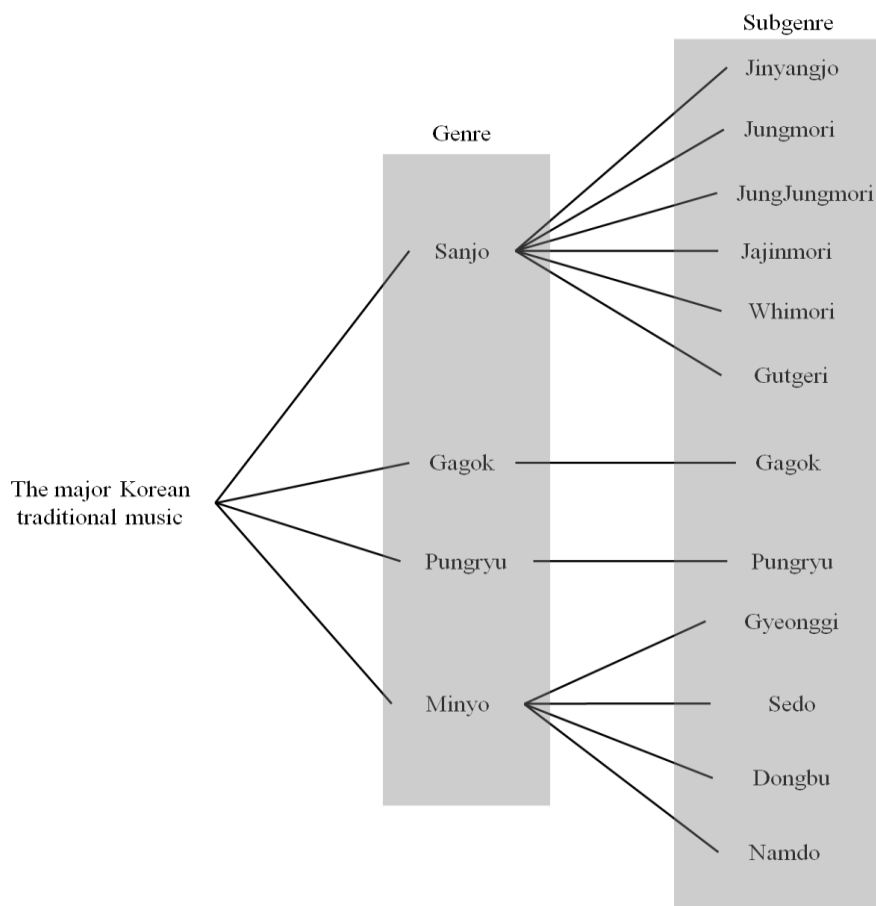 Subgenre
Jinyangjo
Genre
Jungmori
JungJungmori
Sanjo
Jajinmori
Whimori
Gutgeri
Gagok
Gagok
The major Korean
traditional music
Pungryu
Pungryu
Gyeonggi
Minyo
Sedo
Dongbu
Namdo